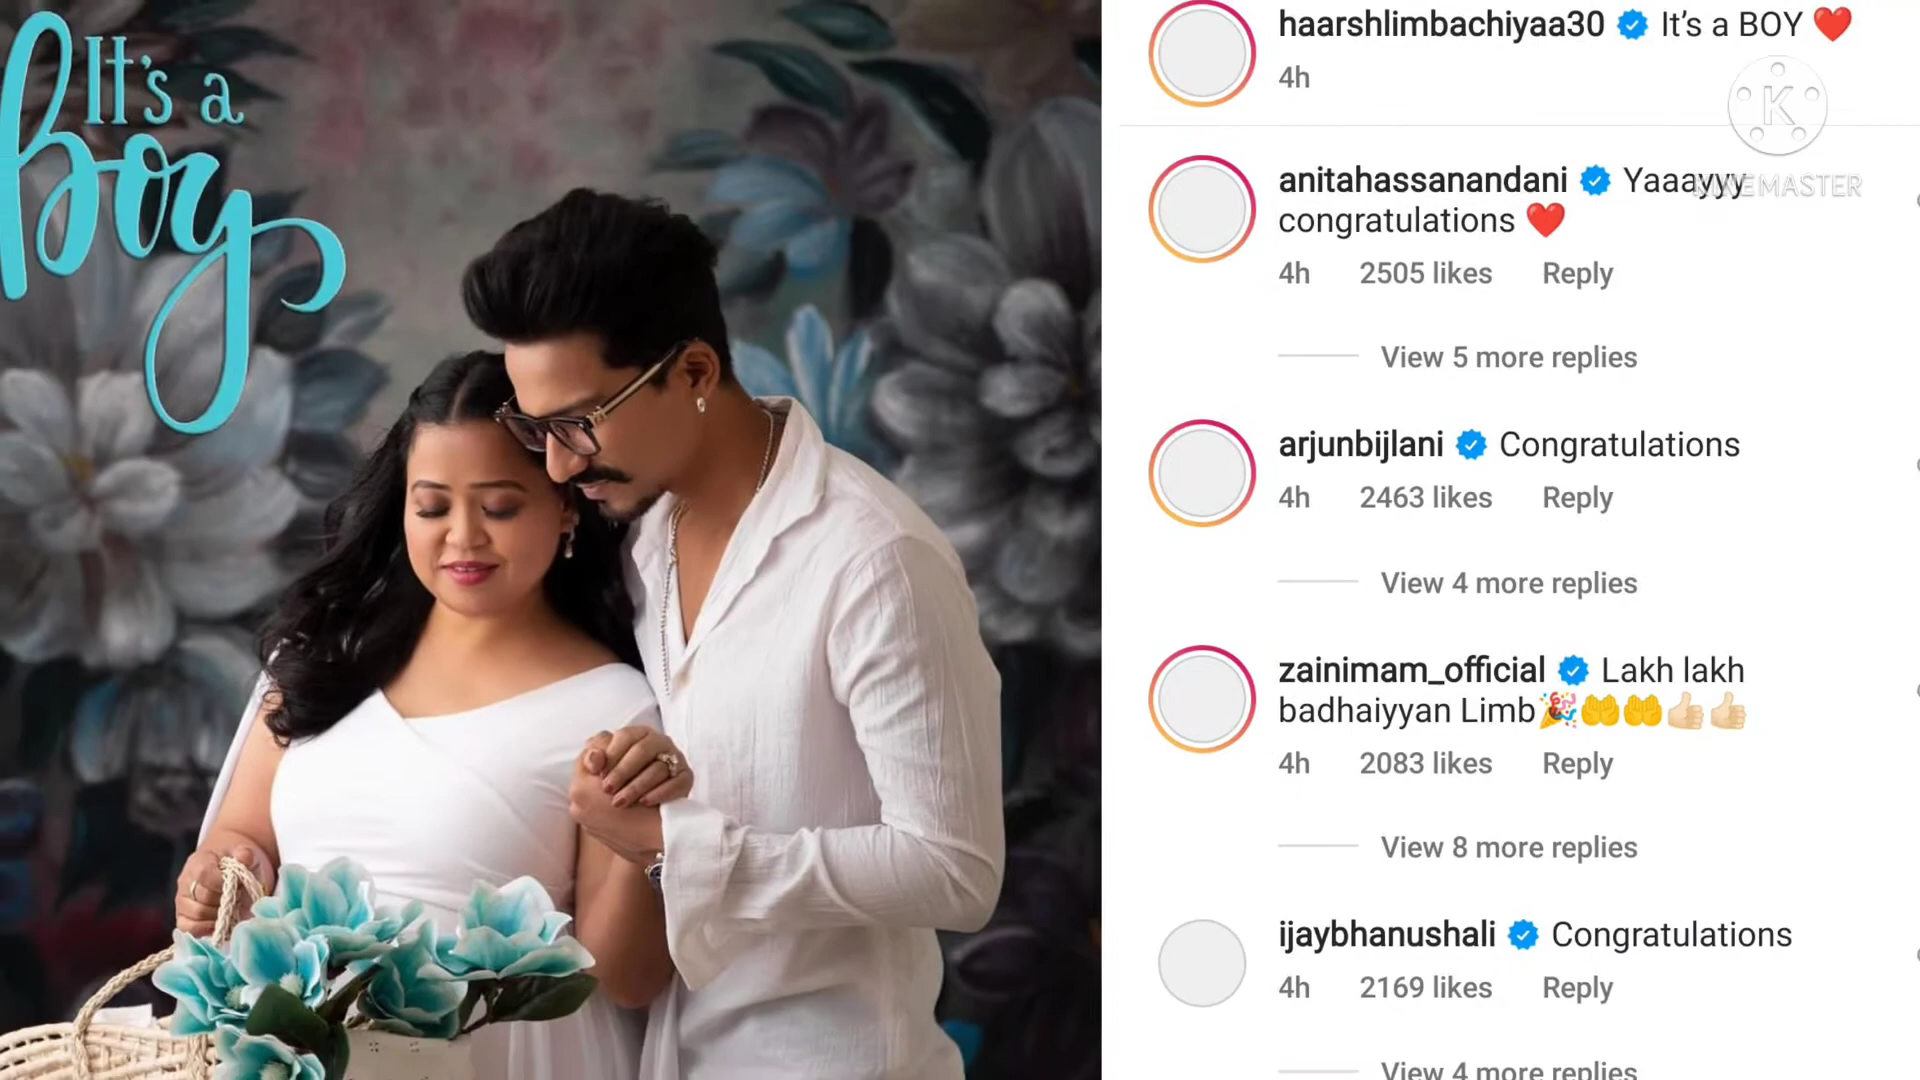 It's a
Boy
haarshlimbachiyaa30 It's a BOY ❤️
4h
K
KINEMASTER
anitahassanandani Yaaayyy
congratulations ❤️
4h 2505 likes Reply
View 5 more replies
arjunbijlani Congratulations
4h 2463 likes Reply
View 4 more replies
zainimam_official Lakh lakh
badhaiyyan Limb🎉🤲🤲👍🏻👍🏻
4h 2083 likes Reply
View 8 more replies
ijaybhanushali Congratulations
4h 2169 likes Reply
View 4 more replies